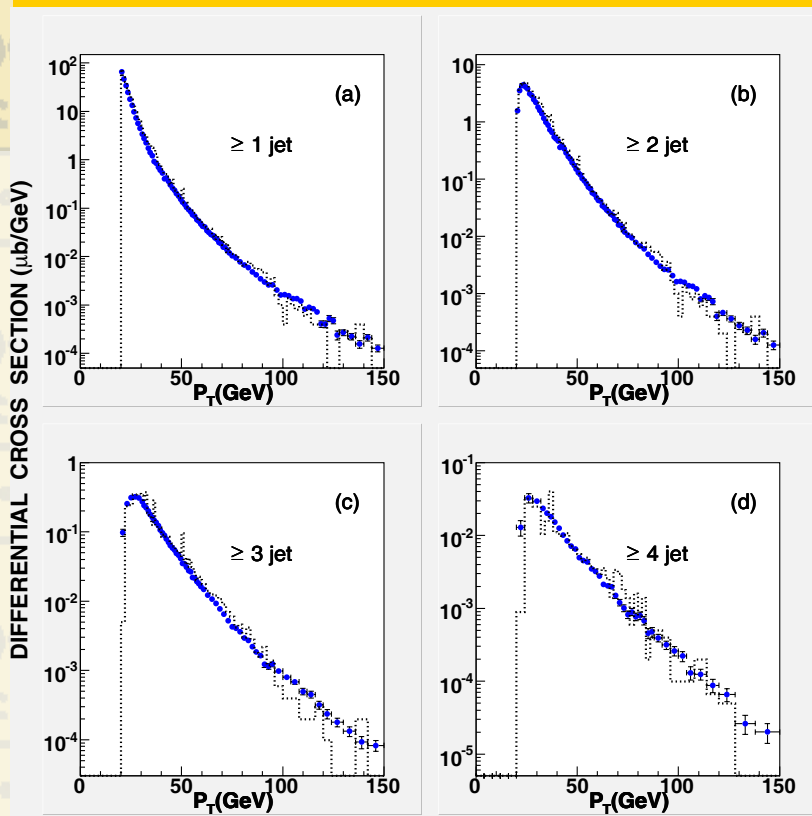 DIFFERENTIAL CROSS SECTION (μb/GeV)
(a)
≥ 1 jet
10²
10
1
10⁻¹
10⁻²
10⁻³
10⁻⁴
0 50 100 150
P_T(GeV)
(b)
≥ 2 jet
10
1
10⁻¹
10⁻²
10⁻³
10⁻⁴
0 50 100 150
P_T(GeV)
(c)
≥ 3 jet
1
10⁻¹
10⁻²
10⁻³
10⁻⁴
0 50 100 150
P_T(GeV)
(d)
≥ 4 jet
10⁻¹
10⁻²
10⁻³
10⁻⁴
10⁻⁵
0 50 100 150
P_T(GeV)